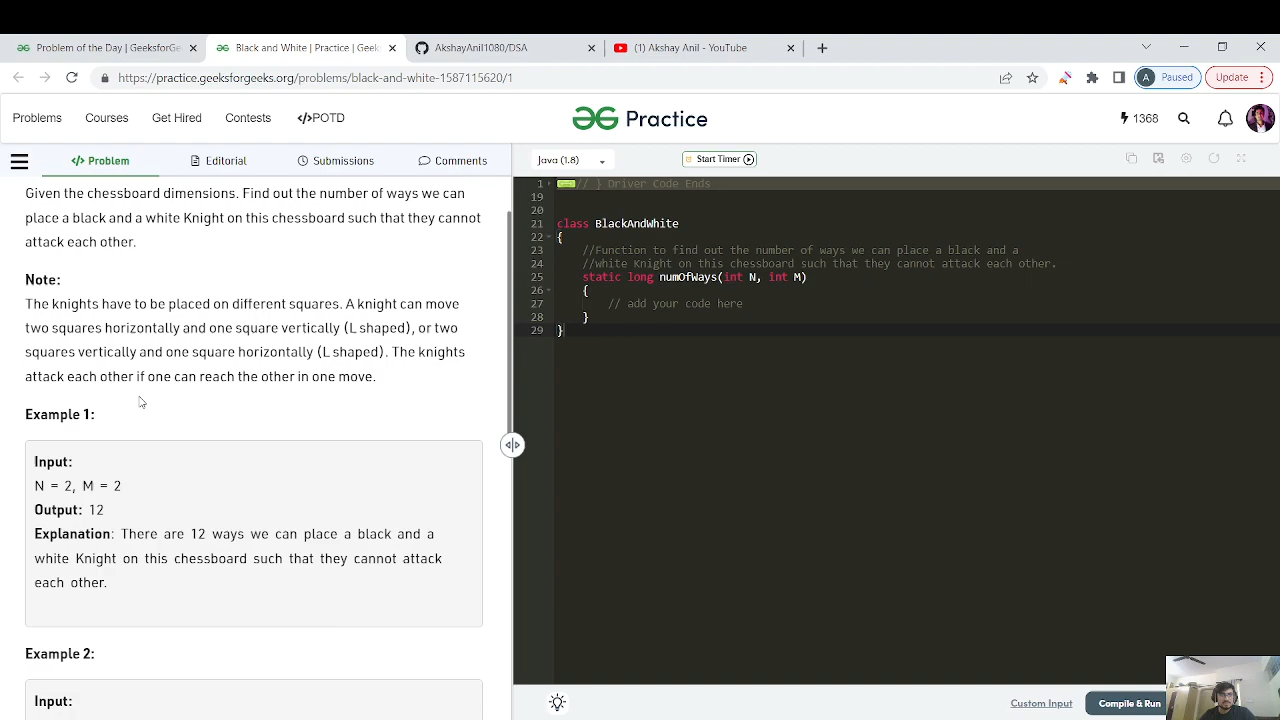 Problem of the Day | GeeksforGe
Black and White | Practice | Geek
AkshayAnil1080/DSA
(1) Akshay Anil - YouTube
https://practice.geeksforgeeks.org/problems/black-and-white-1587115620/1
A Paused
Update
Problems
Courses
Get Hired
Contests
</>POTD
Practice
1368
</> Problem
Editorial
Submissions
Comments
Java (1.8)
Start Timer
Given the chessboard dimensions. Find out the number of ways we can
place a black and a white Knight on this chessboard such that they cannot
attack each other.
Note:
The knights have to be placed on different squares. A knight can move
two squares horizontally and one square vertically (L shaped), or two
squares vertically and one square horizontally (L shaped). The knights
attack each other if one can reach the other in one move.
Example 1:
Input:
N = 2, M = 2
Output: 12
Explanation: There are 12 ways we can place a black and a
white Knight on this chessboard such that they cannot attack
each other.
Example 2:
Input:
1 // } Driver Code Ends
19
20
21 class BlackAndWhite
22 {
23 //Function to find out the number of ways we can place a black and a
24 //white Knight on this chessboard such that they cannot attack each other.
25 static long numOfWays(int N, int M)
26 {
27 // add your code here
28 }
29 }
Custom Input
Compile & Run